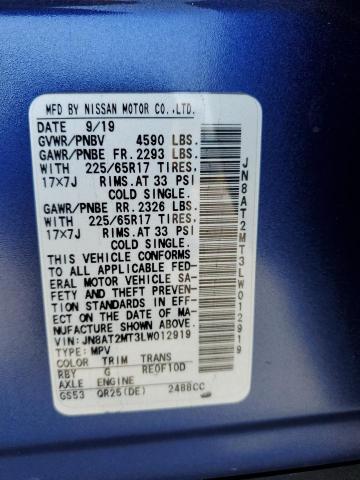 MFD BY NISSAN MOTOR CO.,LTD.
DATE 9/19
GVWR/PNBV 4590 LBS.
GAWR/PNBE FR. 2293 LBS.
WITH 225/65R17 TIRES.
17×7J RIMS.AT 33 PSI
COLD SINGLE.
GAWR/PNBE RR. 2326 LBS.
WITH 225/65R17 TIRES.
17×7J RIMS.AT 33 PSI
COLD SINGLE.
THIS VEHICLE CONFORMS
TO ALL APPLICABLE FED-
ERAL MOTOR VEHICLE SA-
FETY AND THEFT PREVENT-
ION STANDARDS IN EFF-
ECT ON THE DATE OF MA-
NUFACTURE SHOWN ABOVE.
VIN:JN8AT2MT3LW012919
TYPE: MPV
COLOR TRIM TRANS
RBY G RE0F10D
AXLE ENGINE
GS53 QR25(DE) 2488CC
JN8AT2MT3LW012919